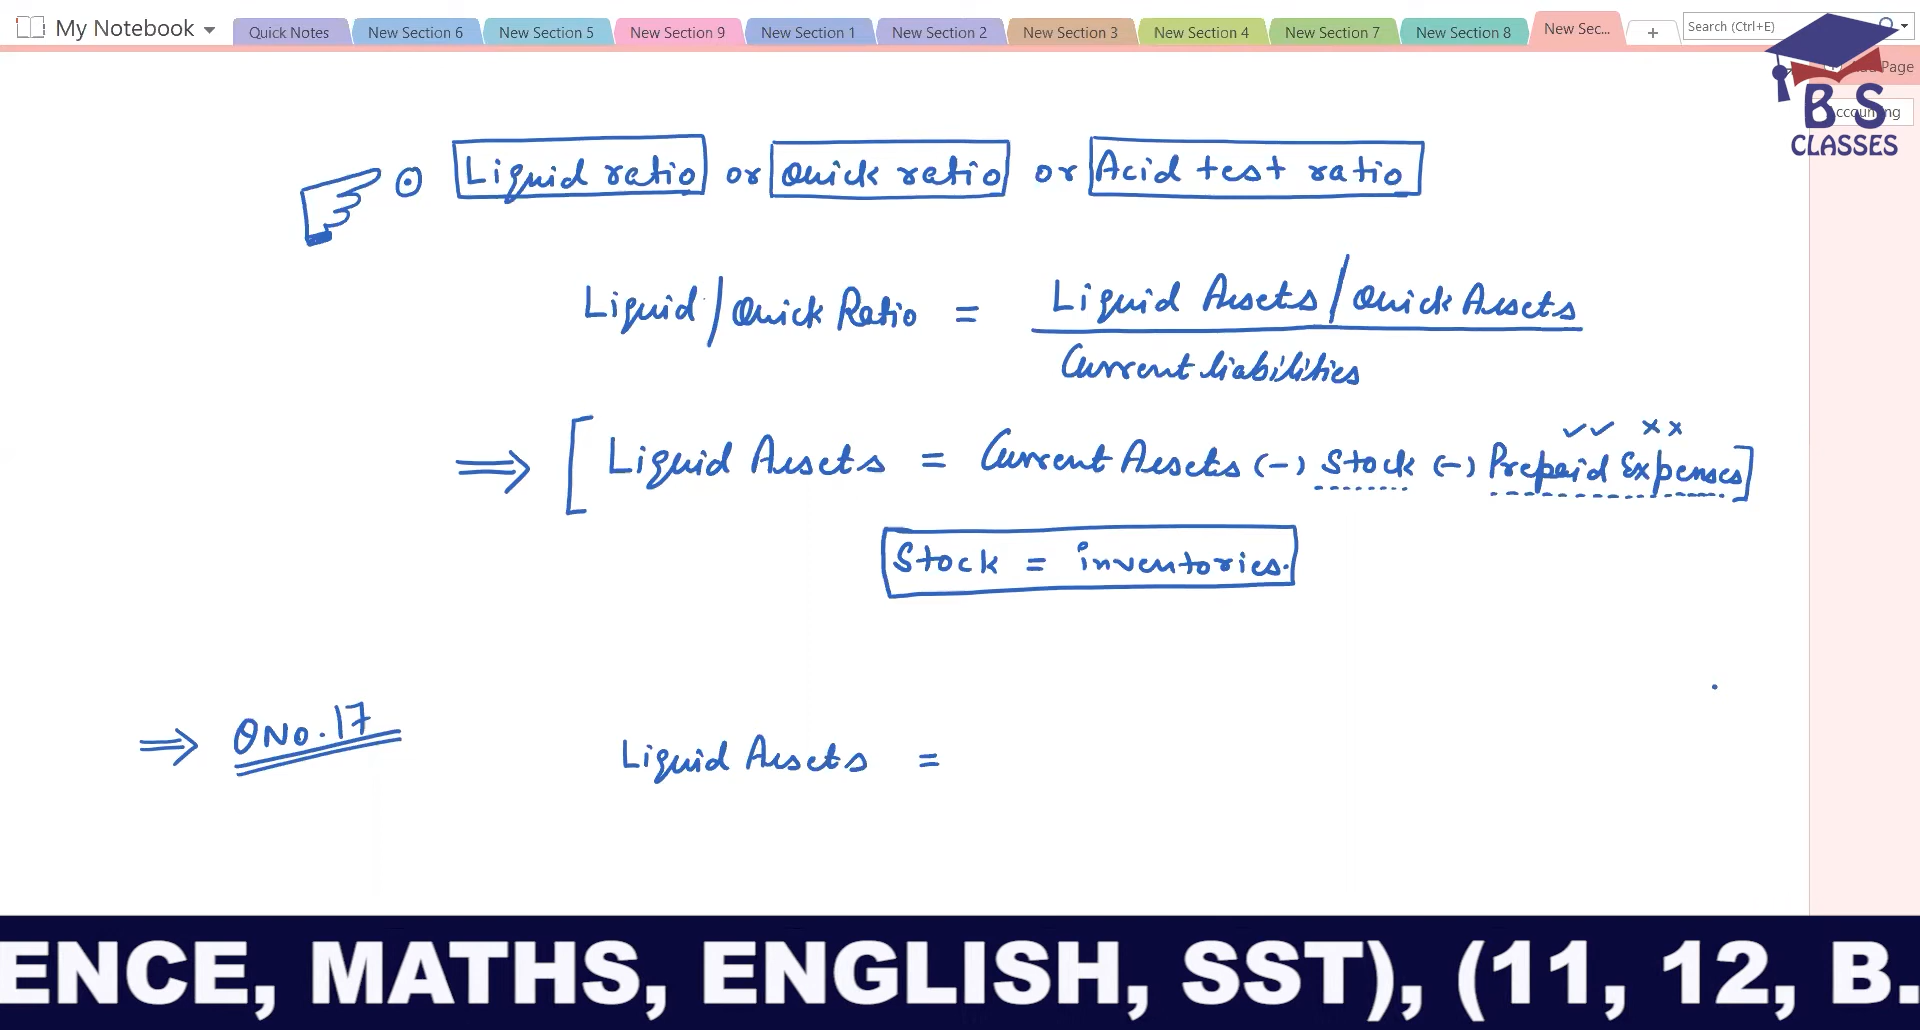 My Notebook
Quick Notes New Section 6 New Section 5 New Section 9 New Section 1 New Section 2 New Section 3 New Section 4 New Section 7 New Section 8 New Sec... + Search (Ctrl+E)
Page
B S
CLASSES
Liquid ratio or Quick ratio or Acid test ratio
Liquid / Quick Ratio = Liquid Assets / Quick Assets
Current liabilities
✓✓ ××
⟹ [ Liquid Assets = Current Assets (-) Stock (-) Prepaid Expenses ]
Stock = inventories.
⟹ QNo. 17 Liquid Assets =
ENCE, MATHS, ENGLISH, SST), (11, 12, B.